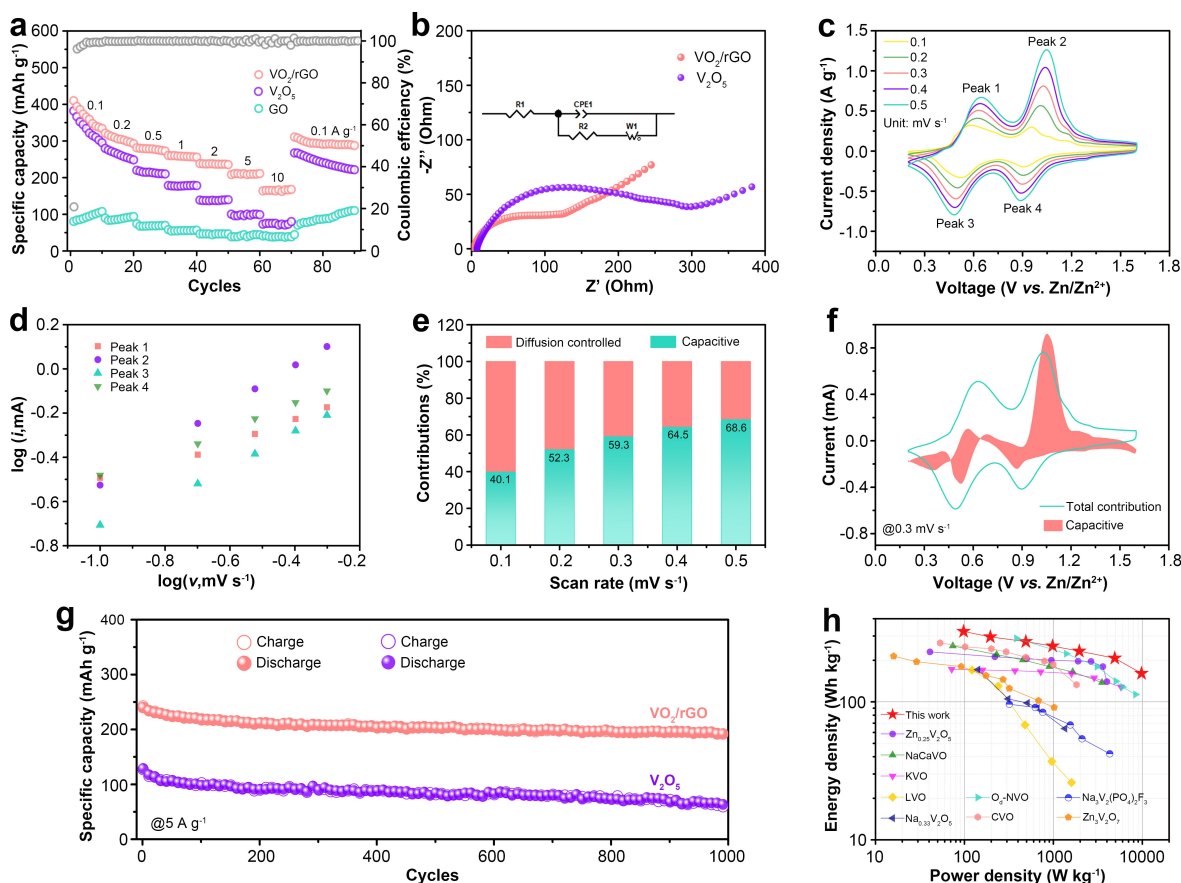 a
Specific capacity (mAh g⁻¹)
600
500
400
300
200
100
0
0.1
0.2
0.5
1
2
5
10
0.1 A g⁻¹
VO₂/rGO
V₂O₅
GO
100
80
60
40
20
0
Coulombic effciency (%)
0 20 40 60 80
Cycles
b
-Z'' (Ohm)
200
150
100
50
0
VO₂/rGO
V₂O₅
R1 CPE1
R2 W1
0 100 200 300 400
Z' (Ohm)
c
Current density (A g⁻¹)
1.5
1.0
0.5
0.0
-0.5
-1.0
0.1
0.2
0.3
0.4
0.5
Unit: mV s⁻¹
Peak 1
Peak 2
Peak 3
Peak 4
0.0 0.3 0.6 0.9 1.2 1.5 1.8
Voltage (V vs. Zn/Zn²⁺)
d
log (i,mA)
0.2
0.0
-0.2
-0.4
-0.6
-0.8
Peak 1
Peak 2
Peak 3
Peak 4
-1.0 -0.8 -0.6 -0.4 -0.2
log(v,mV s⁻¹)
e
Contributions (%)
120
100
80
60
40
20
0
Diffusion controlled
Capacitive
40.1
52.3
59.3
64.5
68.6
0.1 0.2 0.3 0.4 0.5
Scan rate (mV s⁻¹)
f
Current (mA)
0.8
0.4
0.0
-0.4
-0.8
Total contribution
Capacitive
@0.3 mV s⁻¹
0.0 0.3 0.6 0.9 1.2 1.5 1.8
Voltage (V vs. Zn/Zn²⁺)
g
Specific capacity (mAh g⁻¹)
400
300
200
100
0
Charge
Discharge
Charge
Discharge
VO₂/rGO
V₂O₅
@5 A g⁻¹
0 200 400 600 800 1000
Cycles
h
Energy density (Wh kg⁻¹)
100
10
This work
Zn₀.₂₅V₂O₅
NaCaVO
KVO
LVO
Na₀.₃₃V₂O₅
O_d-NVO
CVO
Na₃V₂(PO₄)₂F₃
Zn₃V₂O₇
10 100 1000 10000
Power density (W kg⁻¹)